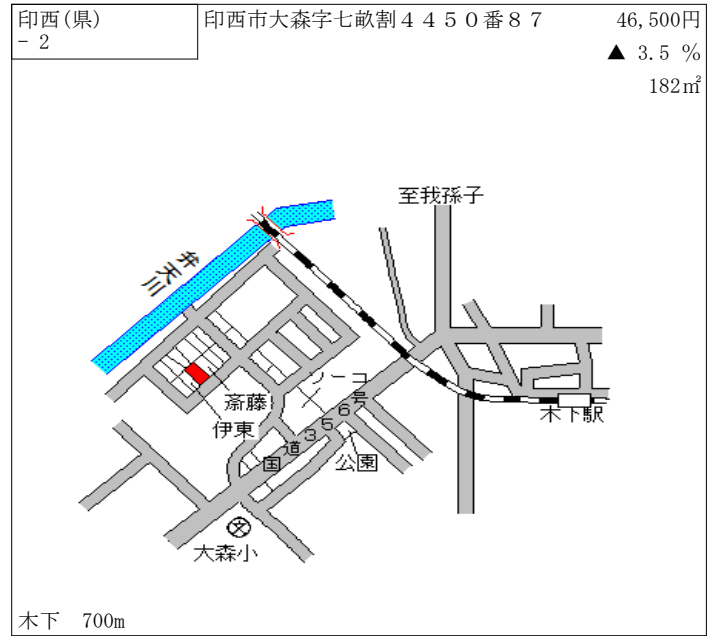 印西(県)
- 2
印西市大森字七畝割４４５０番８７
46,500円
▲ 3.5 %
182㎡
至我孫子
弁天川
ソーコ
斎藤
伊東
国道356号
公園
木下駅
大森小
木下　700m